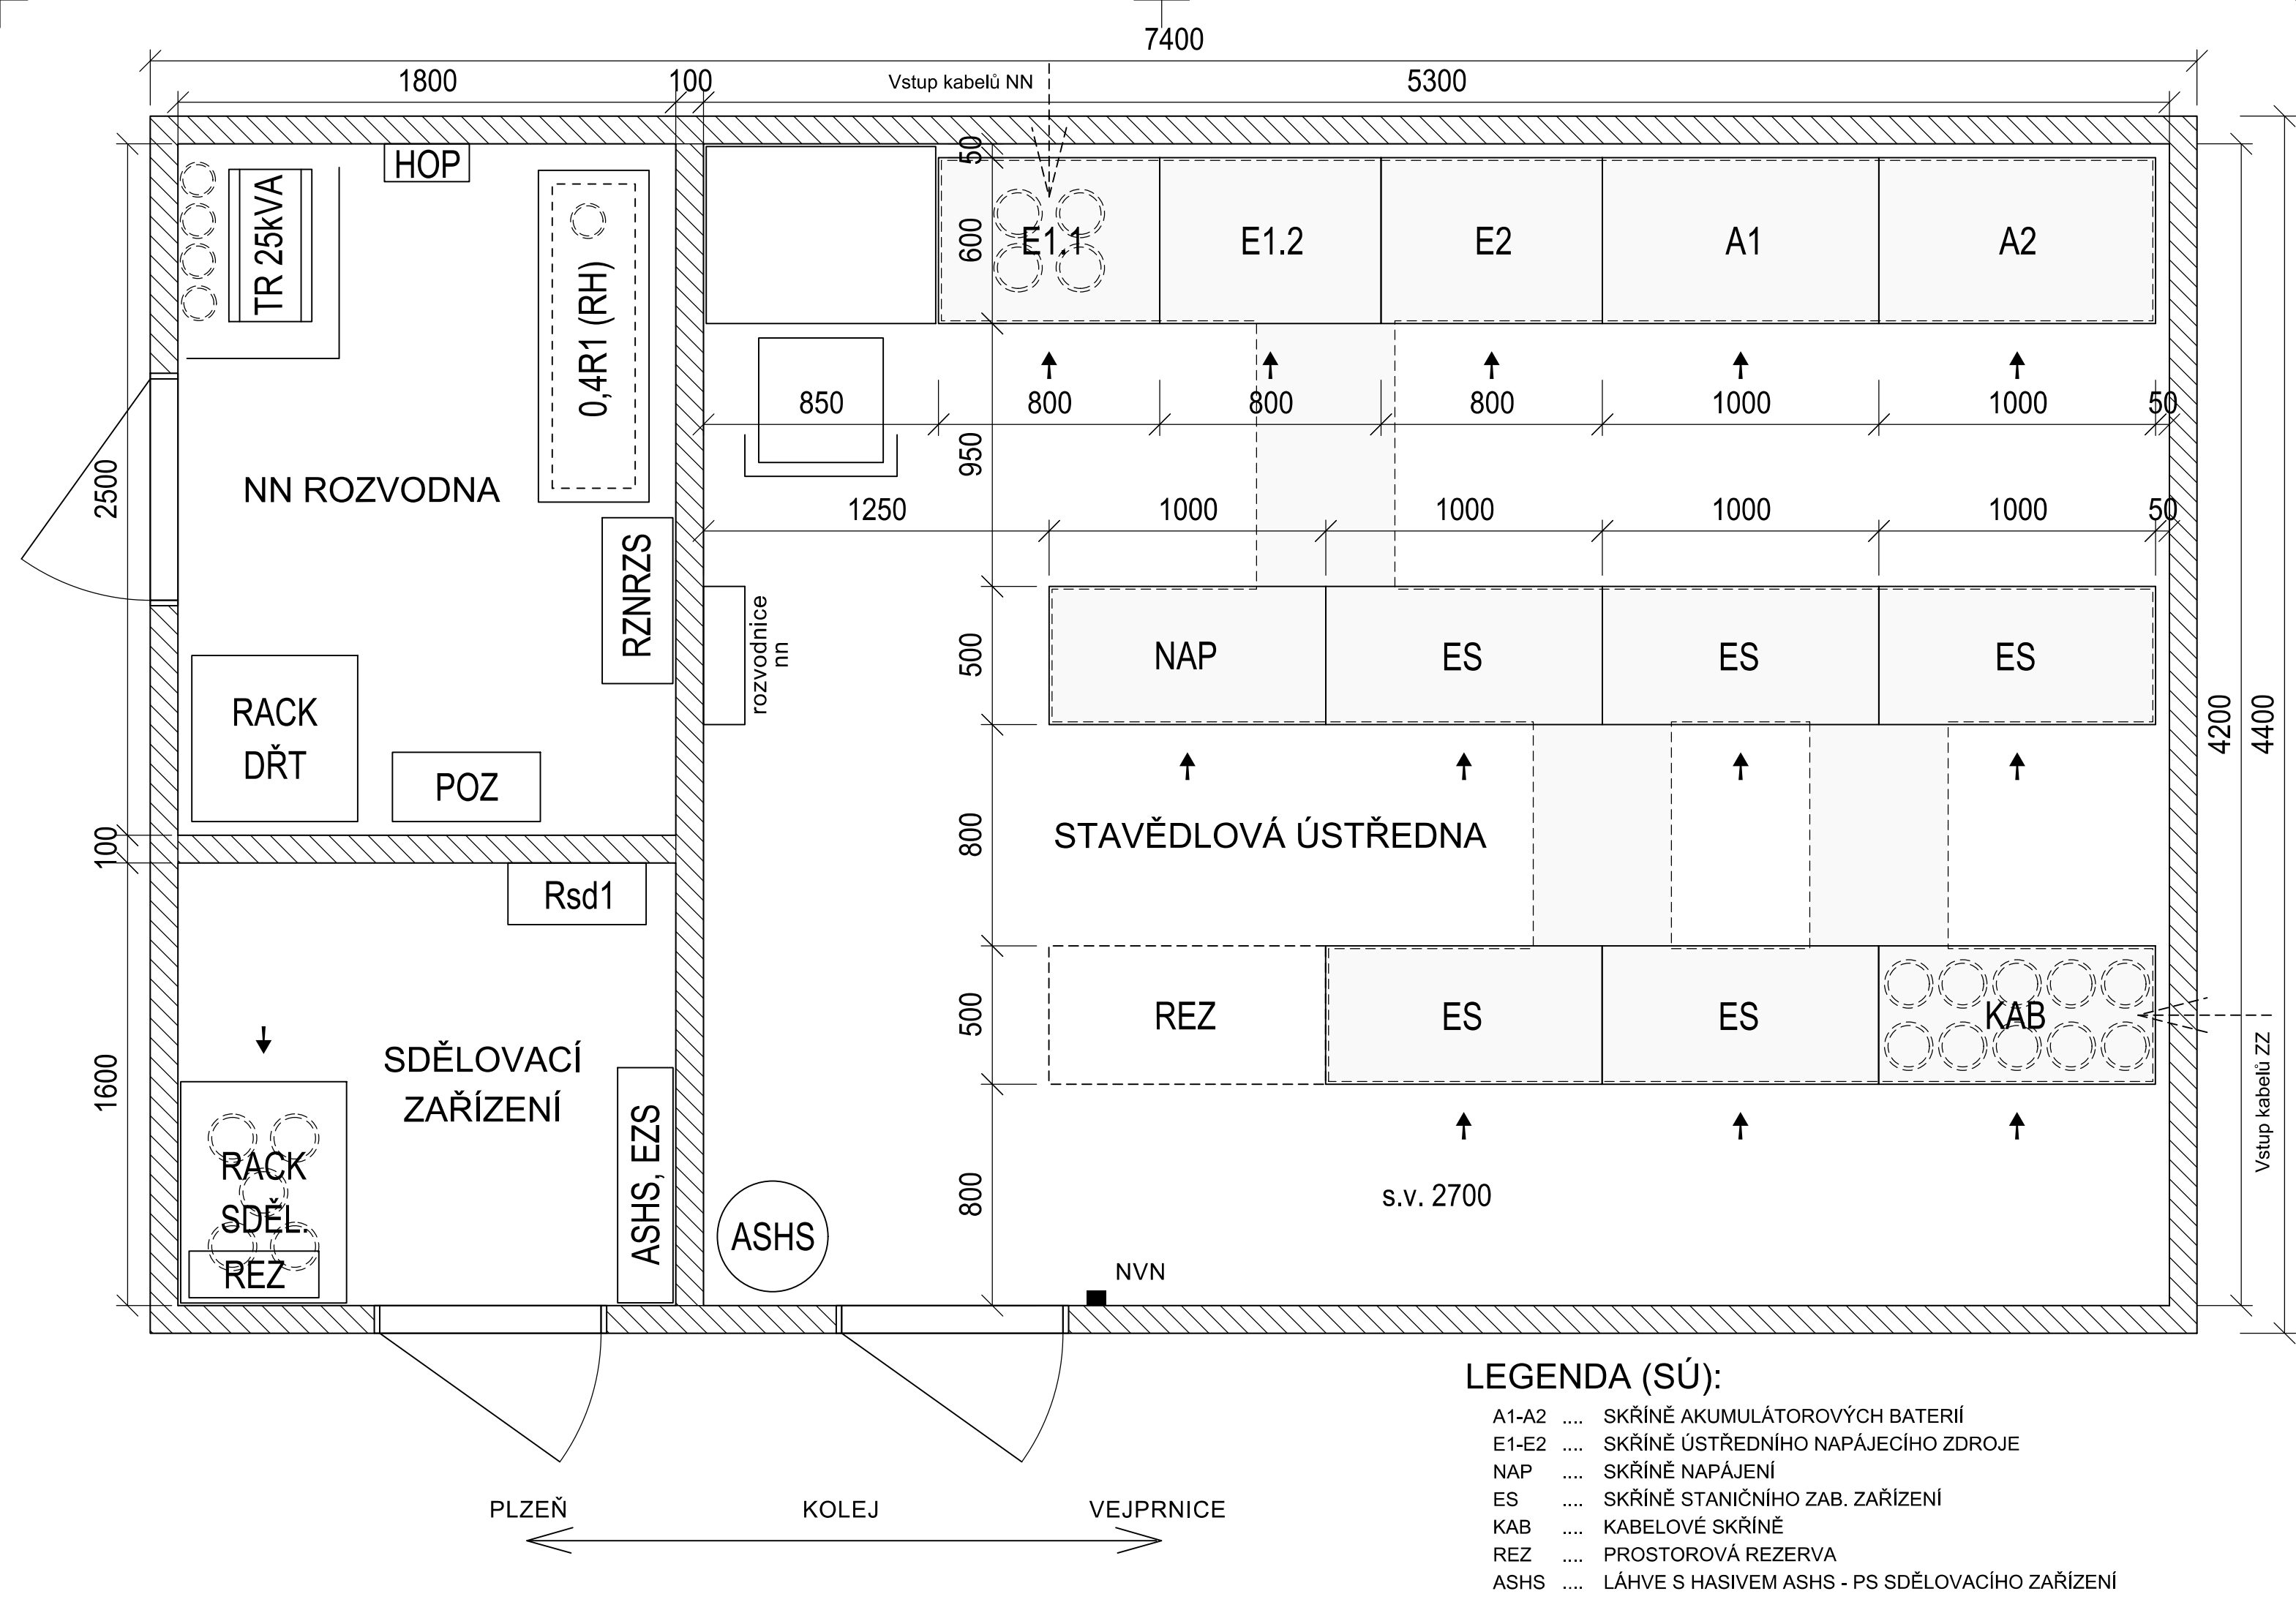 7400
1800
100
Vstup kabelů NN
5300
50
HOP
TR 25kVA
600
E1.1
E1.2
E2
A1
A2
0,4R1 (RH)
850
800
800
800
1000
1000
50
950
2500
NN ROZVODNA
1250
1000
1000
1000
1000
50
RZNRZS
rozvodnice
nn
500
NAP
ES
ES
ES
RACK
DŘT
POZ
4200
4400
100
800
STAVĚDLOVÁ ÚSTŘEDNA
Rsd1
500
REZ
ES
ES
KAB
SDĚLOVACÍ
ZAŘÍZENÍ
1600
Vstup kabelů ZZ
RACK
SDĚL.
REZ
ASHS, EZS
ASHS
800
s.v. 2700
NVN
LEGENDA (SÚ):
A1-A2 .... SKŘÍNĚ AKUMULÁTOROVÝCH BATERIÍ
E1-E2 .... SKŘÍNĚ ÚSTŘEDNÍHO NAPÁJECÍHO ZDROJE
NAP .... SKŘÍNĚ NAPÁJENÍ
ES .... SKŘÍNĚ STANIČNÍHO ZAB. ZAŘÍZENÍ
KAB .... KABELOVÉ SKŘÍNĚ
REZ .... PROSTOROVÁ REZERVA
ASHS .... LÁHVE S HASIVEM ASHS - PS SDĚLOVACÍHO ZAŘÍZENÍ
PLZEŇ
KOLEJ
VEJPRNICE